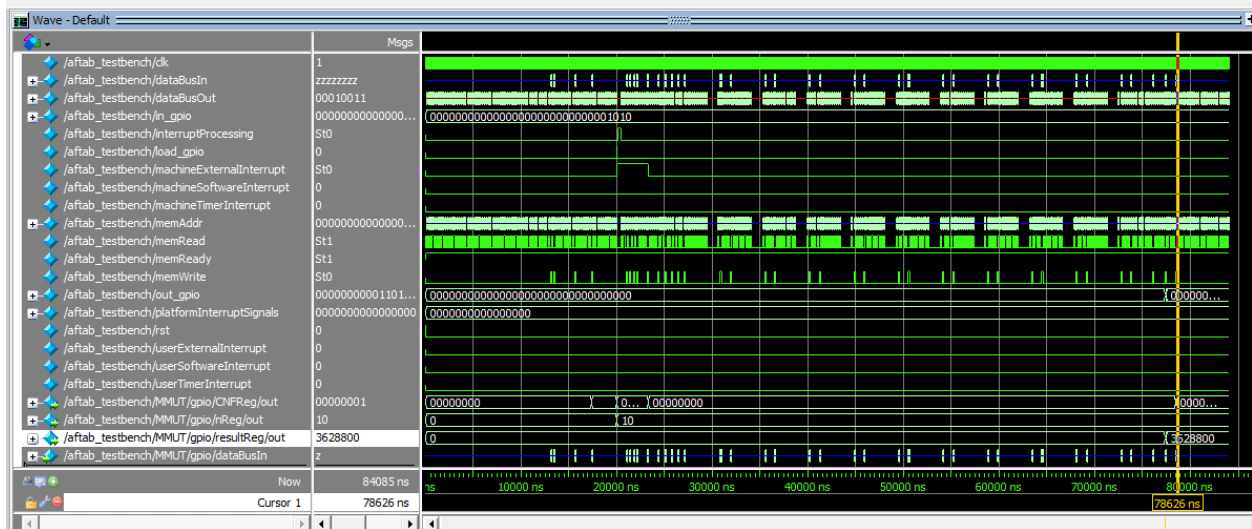 Wave - Default
Msgs
/aftab_testbench/clk 1
/aftab_testbench/dataBusIn zzzzzzzz
/aftab_testbench/dataBusOut 00010011
/aftab_testbench/in_gpio 00000000000000... 00000000000000000000000000001010
/aftab_testbench/interruptProcessing St0
/aftab_testbench/load_gpio 0
/aftab_testbench/machineExternalInterrupt St0
/aftab_testbench/machineSoftwareInterrupt 0
/aftab_testbench/machineTimerInterrupt 0
/aftab_testbench/memAddr 00000000000000...
/aftab_testbench/memRead St1
/aftab_testbench/memReady St1
/aftab_testbench/memWrite St0
/aftab_testbench/out_gpio 00000000001101... 00000000000000000000000000000000 000000...
/aftab_testbench/platformInterruptSignals 0000000000000000 0000000000000000
/aftab_testbench/rst 0
/aftab_testbench/userExternalInterrupt 0
/aftab_testbench/userSoftwareInterrupt 0
/aftab_testbench/userTimerInterrupt 0
/aftab_testbench/MMUT/gpio/CNFReg/out 00000001 00000000 0... 00000000 0000...
/aftab_testbench/MMUT/gpio/nReg/out 10 0 10
/aftab_testbench/MMUT/gpio/resultReg/out 3628800 0 3628800
/aftab_testbench/MMUT/gpio/dataBusIn z
Now 84085 ns ns 10000 ns 20000 ns 30000 ns 40000 ns 50000 ns 60000 ns 70000 ns 80000 ns
Cursor 1 78626 ns 78626 ns